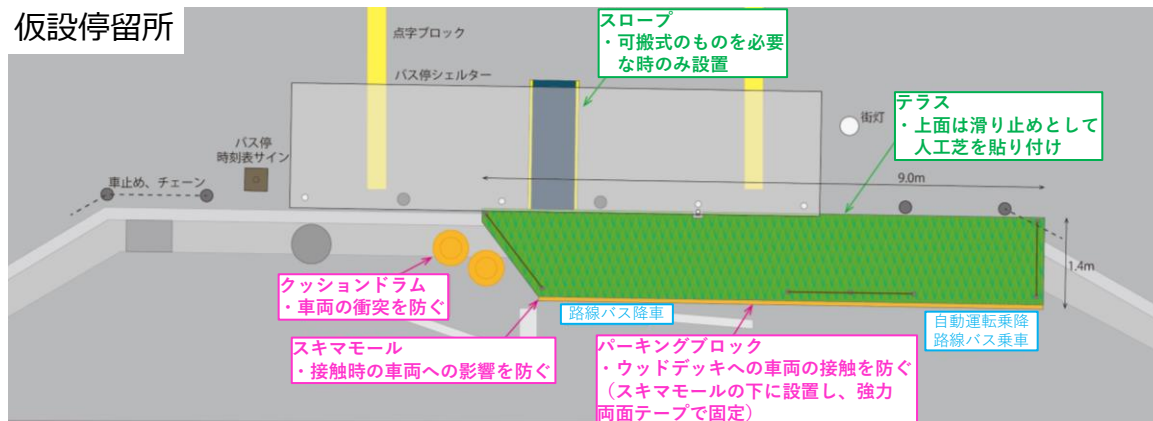 仮設停留所
点字ブロック
バス停シェルター
スロープ
・可搬式のものを必要
な時のみ設置
テラス
・上面は滑り止めとして
人工芝を貼り付け
街灯
バス停
時刻表サイン
車止め、チェーン
9.0m
1.4m
クッションドラム
・車両の衝突を防ぐ
路線バス降車
自動運転乗降
路線バス乗車
スキマモール
・接触時の車両への影響を防ぐ
パーキングブロック
・ウッドデッキへの車両の接触を防ぐ
（スキマモールの下に設置し、強力
両面テープで固定）